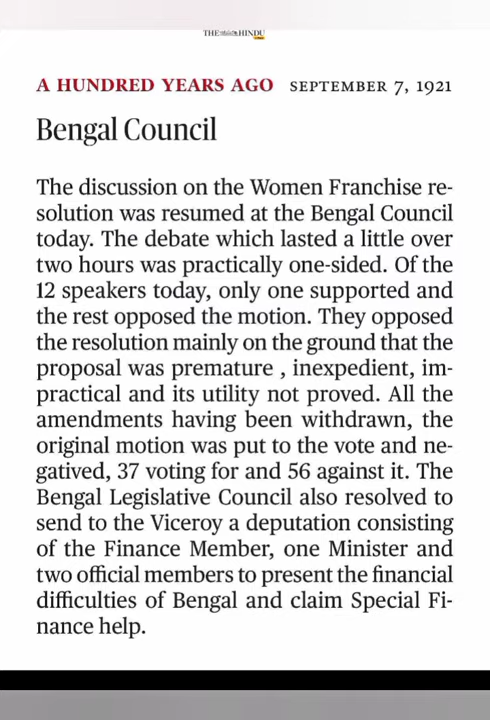 THE HINDU
A HUNDRED YEARS AGO SEPTEMBER 7, 1921
Bengal Council
The discussion on the Women Franchise re-
solution was resumed at the Bengal Council
today. The debate which lasted a little over
two hours was practically one-sided. Of the
12 speakers today, only one supported and
the rest opposed the motion. They opposed
the resolution mainly on the ground that the
proposal was premature , inexpedient, im-
practical and its utility not proved. All the
amendments having been withdrawn, the
original motion was put to the vote and ne-
gatived, 37 voting for and 56 against it. The
Bengal Legislative Council also resolved to
send to the Viceroy a deputation consisting
of the Finance Member, one Minister and
two official members to present the financial
difficulties of Bengal and claim Special Fi-
nance help.